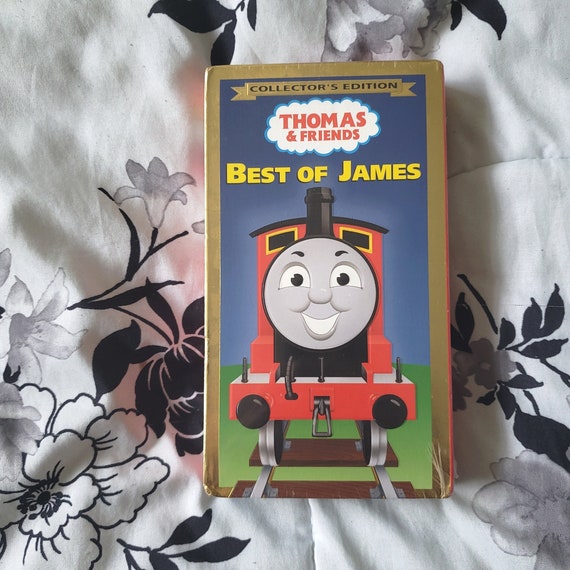 COLLECTOR'S EDITION
THOMAS
& FRIENDS
BEST OF JAMES